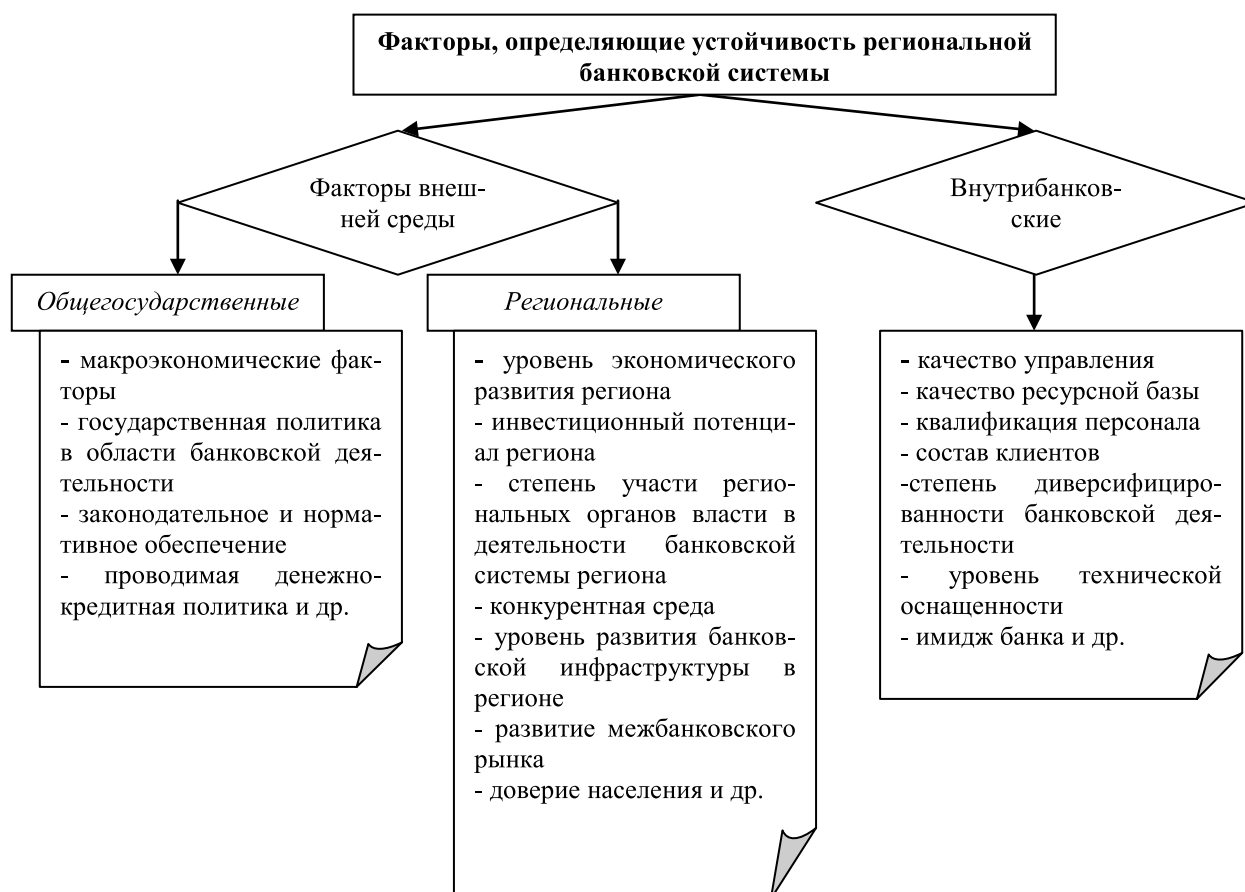 Факторы, определяющие устойчивость региональной
банковской системы
Факторы внеш-
ней среды
Внутрибанков-
ские
Общегосударственные
- макроэкономические фак-
торы
- государственная политика
в области банковской дея-
тельности
- законодательное и норма-
тивное обеспечение
- проводимая денежно-
кредитная политика и др.
Региональные
- уровень экономического
развития региона
- инвестиционный потенци-
ал региона
- степень участи регио-
нальных органов власти в
деятельности банковской
системы региона
- конкурентная среда
- уровень развития банков-
ской инфраструктуры в
регионе
- развитие межбанковского
рынка
- доверие населения и др.
- качество управления
- качество ресурсной базы
- квалификация персонала
- состав клиентов
-степень диверсифициро-
ванности банковской дея-
тельности
- уровень технической
оснащенности
- имидж банка и др.